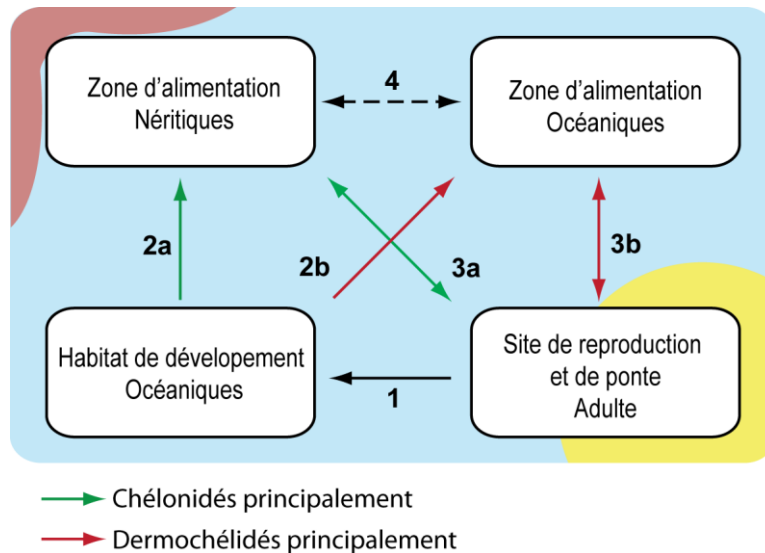 Zone d'alimentation
Néritiques
4
Zone d'alimentation
Océaniques
2a
2b
3a
3b
Habitat de dévelopement
Océaniques
1
Site de reproduction
et de ponte
Adulte
Chélonidés principalement
Dermochélidés principalement